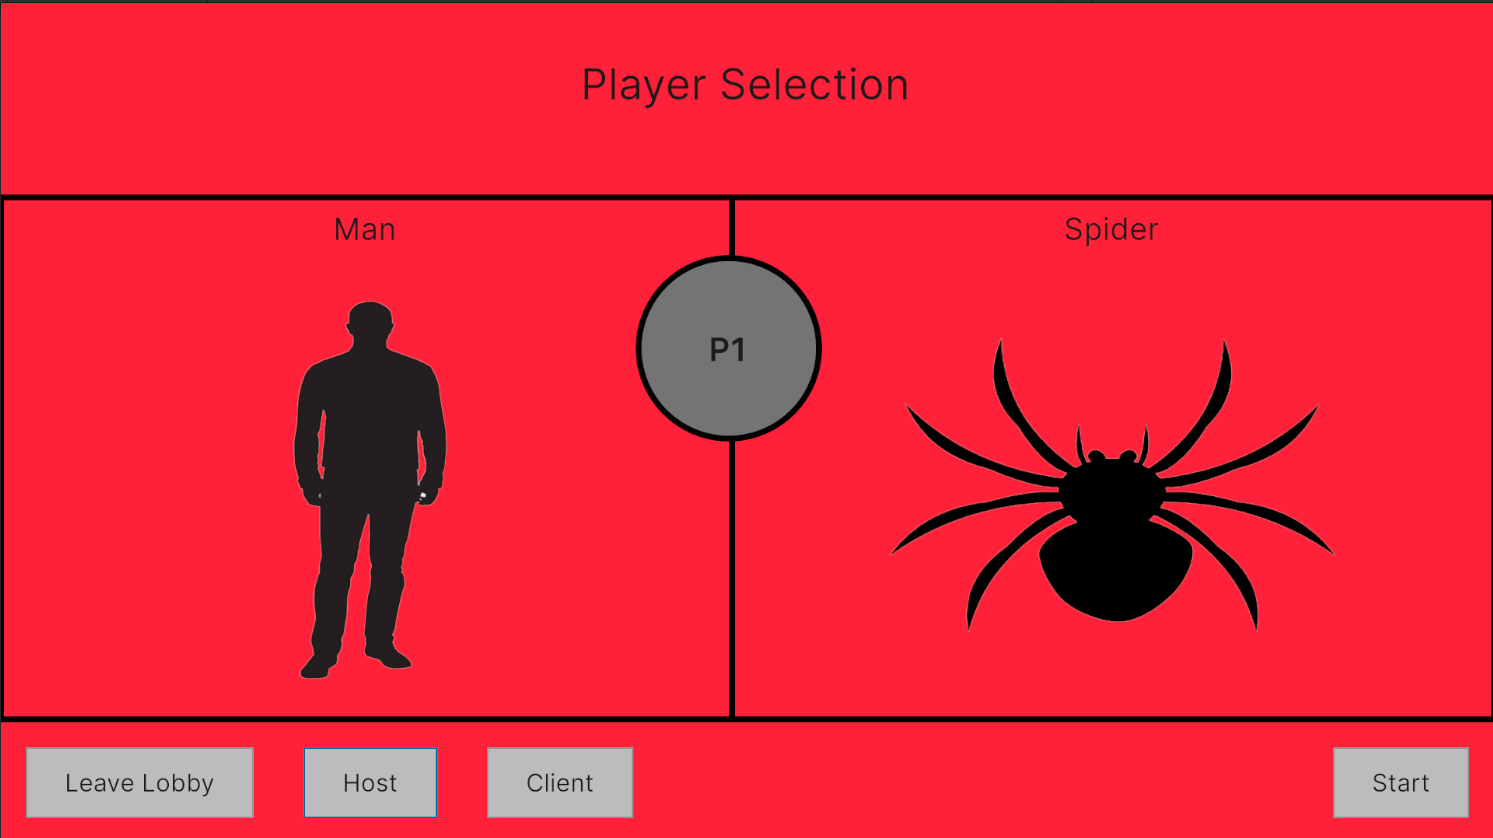 Player Selection
Man
Spider
P1
Leave Lobby
Host
Client
Start